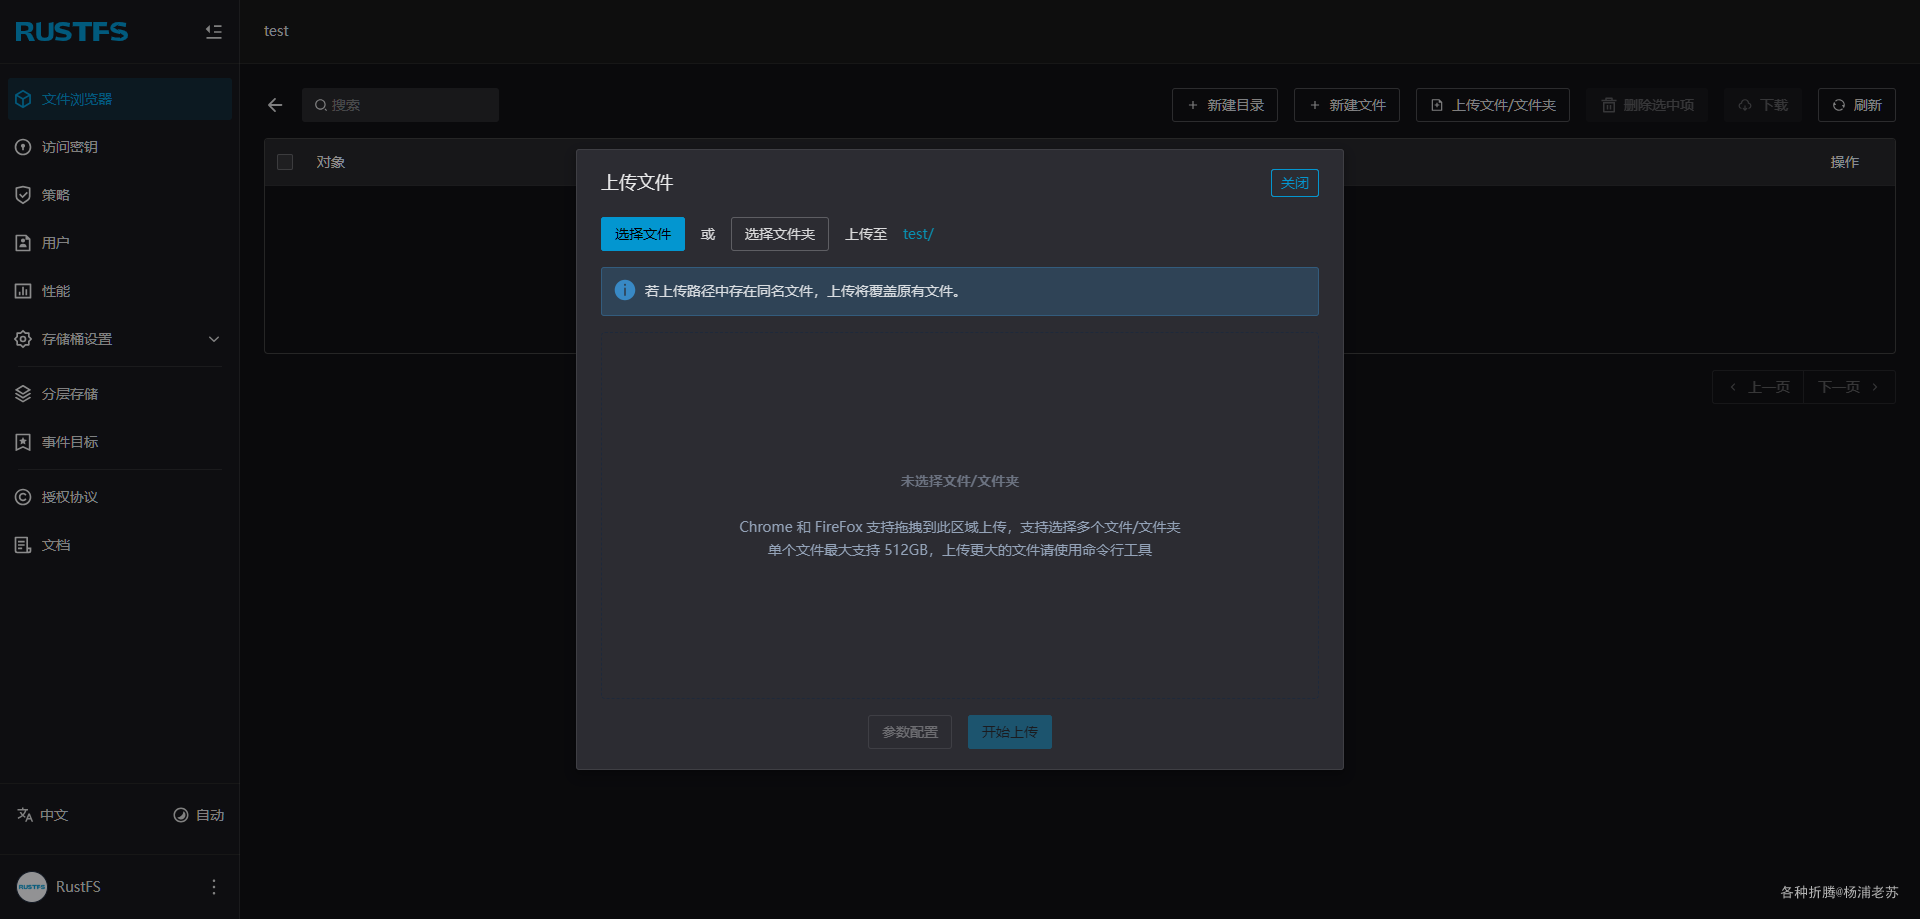 RUSTFS
test
文件浏览器
访问密钥
策略
用户
性能
存储桶设置
分层存储
事件目标
授权协议
文档
中文
自动
RUSTFS
RustFS
搜索
新建目录
新建文件
上传文件/文件夹
删除选中项
下载
刷新
对象
操作
上一页
下一页
上传文件
关闭
选择文件 或 选择文件夹 上传至 test/
若上传路径中存在同名文件，上传将覆盖原有文件。
未选择文件/文件夹
Chrome 和 FireFox 支持拖拽到此区域上传，支持选择多个文件/文件夹
单个文件最大支持 512GB，上传更大的文件请使用命令行工具
参数配置
开始上传
各种折腾@杨浦老苏